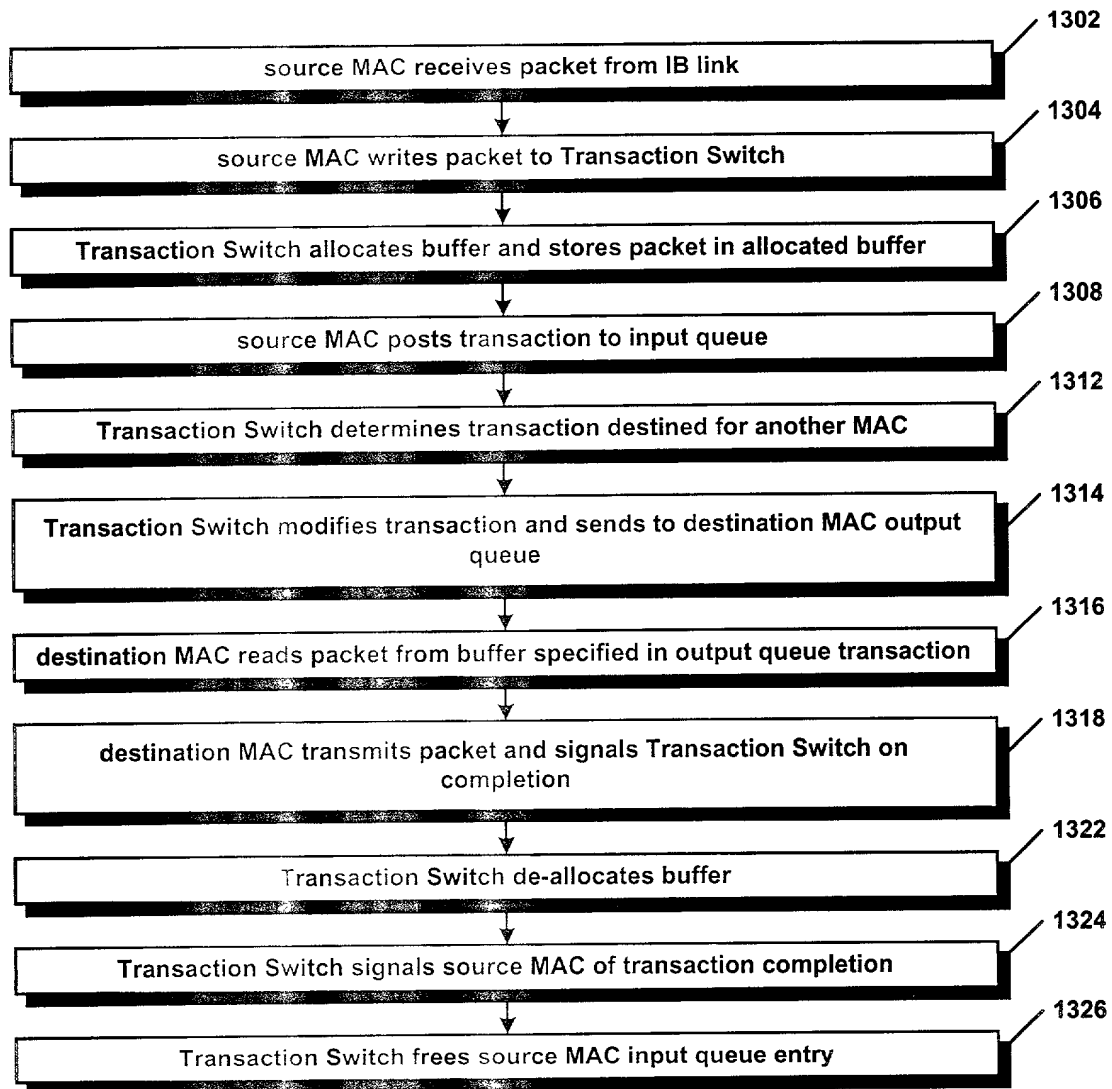 1302
source MAC receives packet from IB link
1304
source MAC writes packet to Transaction Switch
1306
Transaction Switch allocates buffer and stores packet in allocated buffer
1308
source MAC posts transaction to input queue
1312
Transaction Switch determines transaction destined for another MAC
1314
Transaction Switch modifies transaction and sends to destination MAC output
queue
1316
destination MAC reads packet from buffer specified in output queue transaction
1318
destination MAC transmits packet and signals Transaction Switch on
completion
1322
Transaction Switch de-allocates buffer
1324
Transaction Switch signals source MAC of transaction completion
1326
Transaction Switch frees source MAC input queue entry